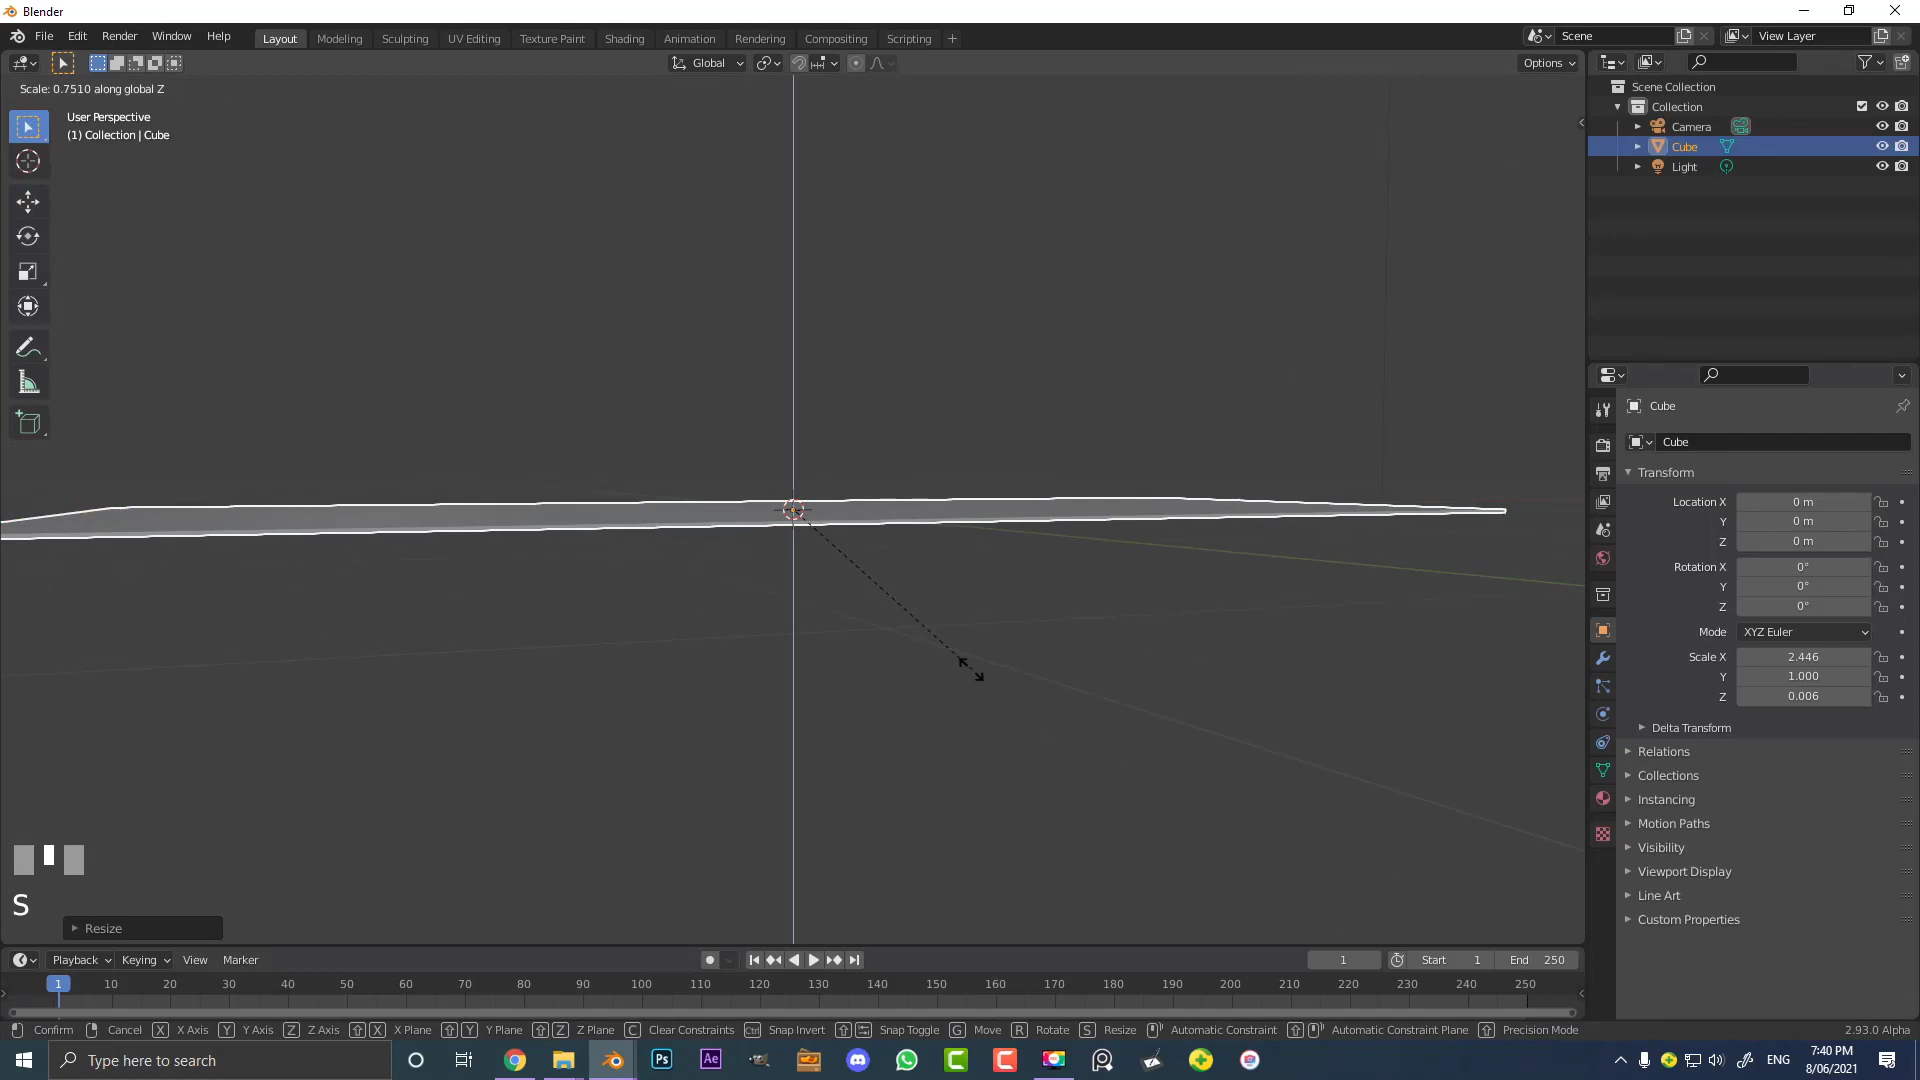 Blender
File Edit Render Window Help
Layout Modeling Sculpting UV Editing Texture Paint Shading Animation Rendering Compositing Scripting +
Scene
View Layer
Global
Options
Scale: 0.7510 along global Z
User Perspective
(1) Collection | Cube
Scene Collection
Collection
Camera
Cube
Light
Cube
Cube
Transform
Location X 0 m
Y 0 m
Z 0 m
Rotation X 0°
Y 0°
Z 0°
Mode XYZ Euler
Scale X 2.446
Y 1.000
Z 0.006
Delta Transform
Relations
Collections
Instancing
Motion Paths
Visibility
Viewport Display
Line Art
Custom Properties
S
Resize
Playback Keying View Marker
1 Start 1 End 250
1 10 20 30 40 50 60 70 80 90 100 110 120 130 140 150 160 170 180 190 200 210 220 230 240 250
Confirm Cancel X X Axis Y Y Axis Z Z Axis X X Plane Y Y Plane Z Z Plane C Clear Constraints Ctrl Snap Invert Snap Toggle G Move R Rotate S Resize Automatic Constraint Automatic Constraint Plane Precision Mode 2.93.0 Alpha
Type here to search
Ps Ae
ENG
7:40 PM
8/06/2021